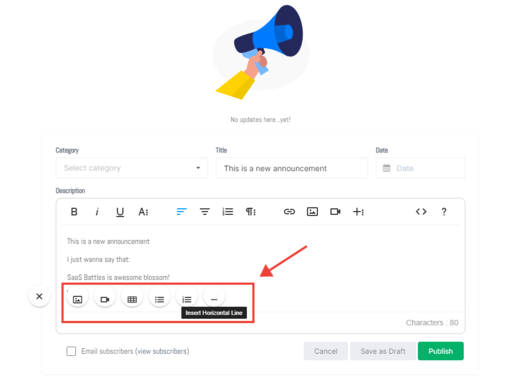 No updates here...yet!
Category Title Date
Select category This is a new announcement Date
Description
B i U A
This is a new announcement
I just wanna say that:
SaaS Battles is awesome blossom!
Insert Horizontal Line
Characters : 80
Email subscribers (view subscribers) Cancel Save as Draft Publish